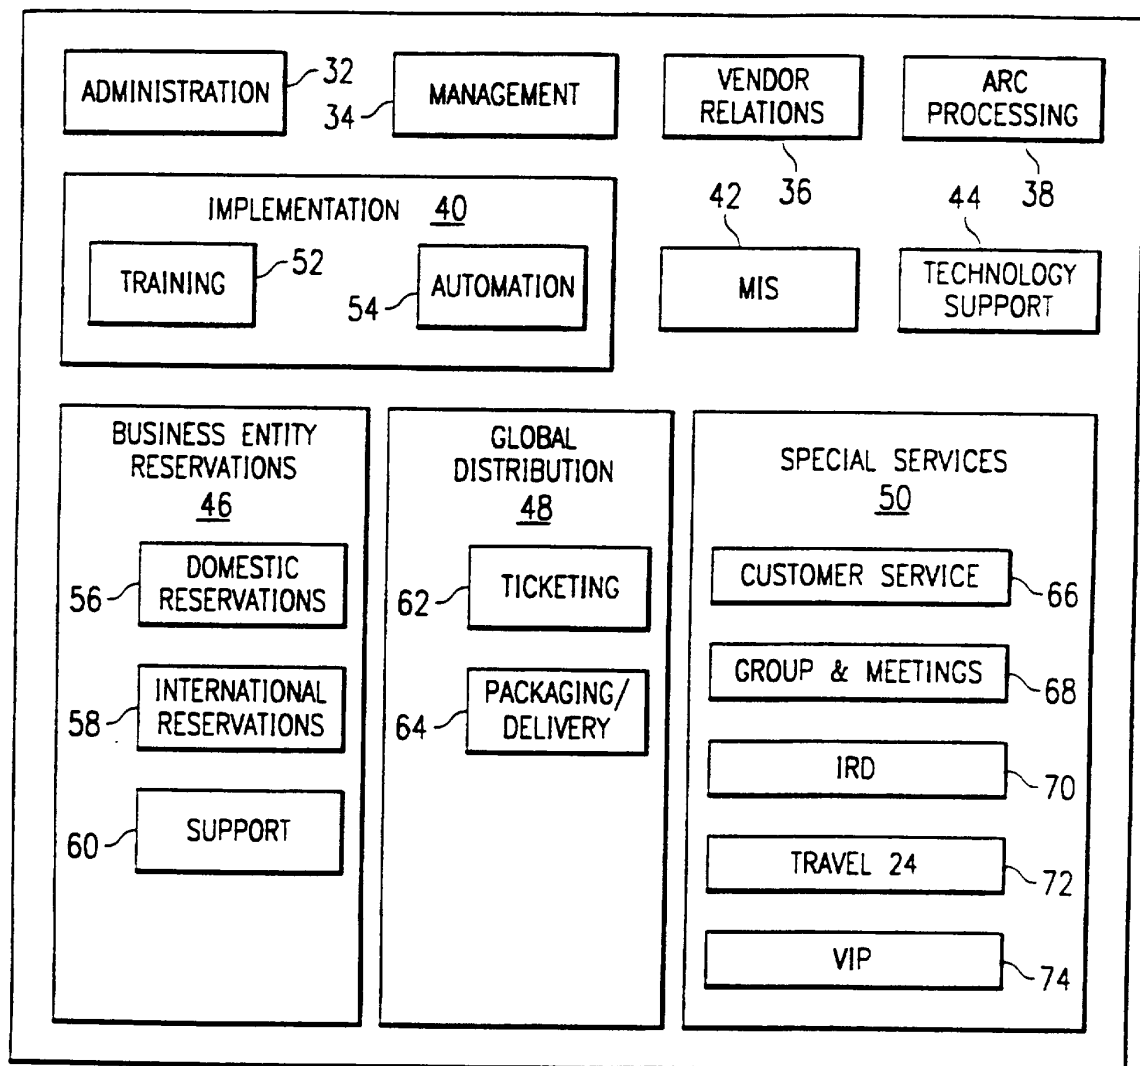 ADMINISTRATION
32
34
MANAGEMENT
VENDOR
RELATIONS
36
ARC
PROCESSING
38
IMPLEMENTATION 40
TRAINING
52
54
AUTOMATION
42
MIS
44
TECHNOLOGY
SUPPORT
BUSINESS ENTITY
RESERVATIONS
46
56
DOMESTIC
RESERVATIONS
58
INTERNATIONAL
RESERVATIONS
60
SUPPORT
GLOBAL
DISTRIBUTION
48
62
TICKETING
64
PACKAGING/
DELIVERY
SPECIAL SERVICES
50
CUSTOMER SERVICE
66
GROUP & MEETINGS
68
IRD
70
TRAVEL 24
72
VIP
74